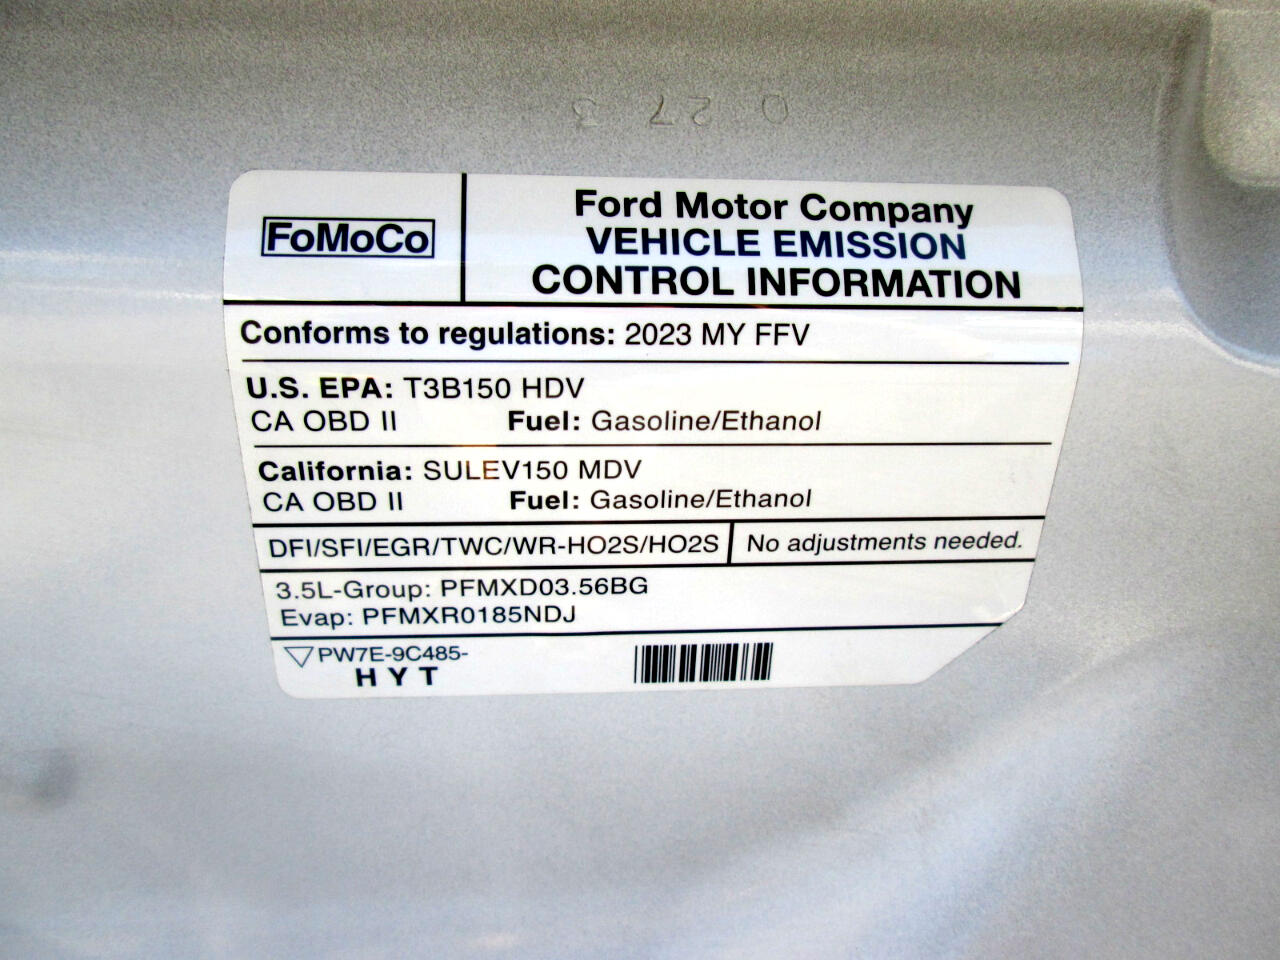 0 27 3
FoMoCo
Ford Motor Company
VEHICLE EMISSION
CONTROL INFORMATION
Conforms to regulations: 2023 MY FFV
U.S. EPA: T3B150 HDV
CA OBD II Fuel: Gasoline/Ethanol
California: SULEV150 MDV
CA OBD II Fuel: Gasoline/Ethanol
DFI/SFI/EGR/TWC/WR-HO2S/HO2S No adjustments needed.
3.5L-Group: PFMXD03.56BG
Evap: PFMXR0185NDJ
PW7E-9C485-
HYT